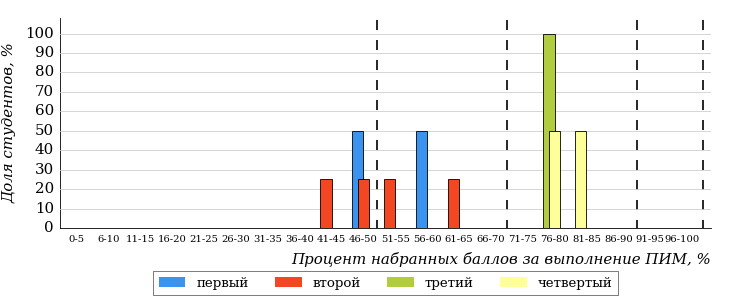 Доля студентов, %
100
90
80
70
60
50
40
30
20
10
0
0-5 6-10 11-15 16-20 21-25 26-30 31-35 36-40 41-45 46-50 51-55 56-60 61-65 66-70 71-75 76-80 81-85 86-90 91-95 96-100
Процент набранных баллов за выполнение ПИМ, %
первый второй третий четвертый